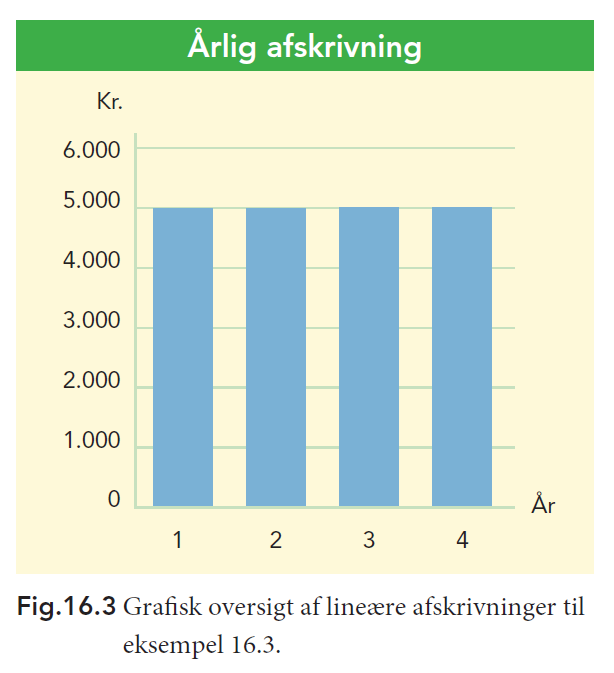 Årlig afskrivning
Kr.
6.000
5.000
4.000
3.000
2.000
1.000
0
År
1 2 3 4
Fig.16.3 Grafisk oversigt af lineære afskrivninger til
eksempel 16.3.